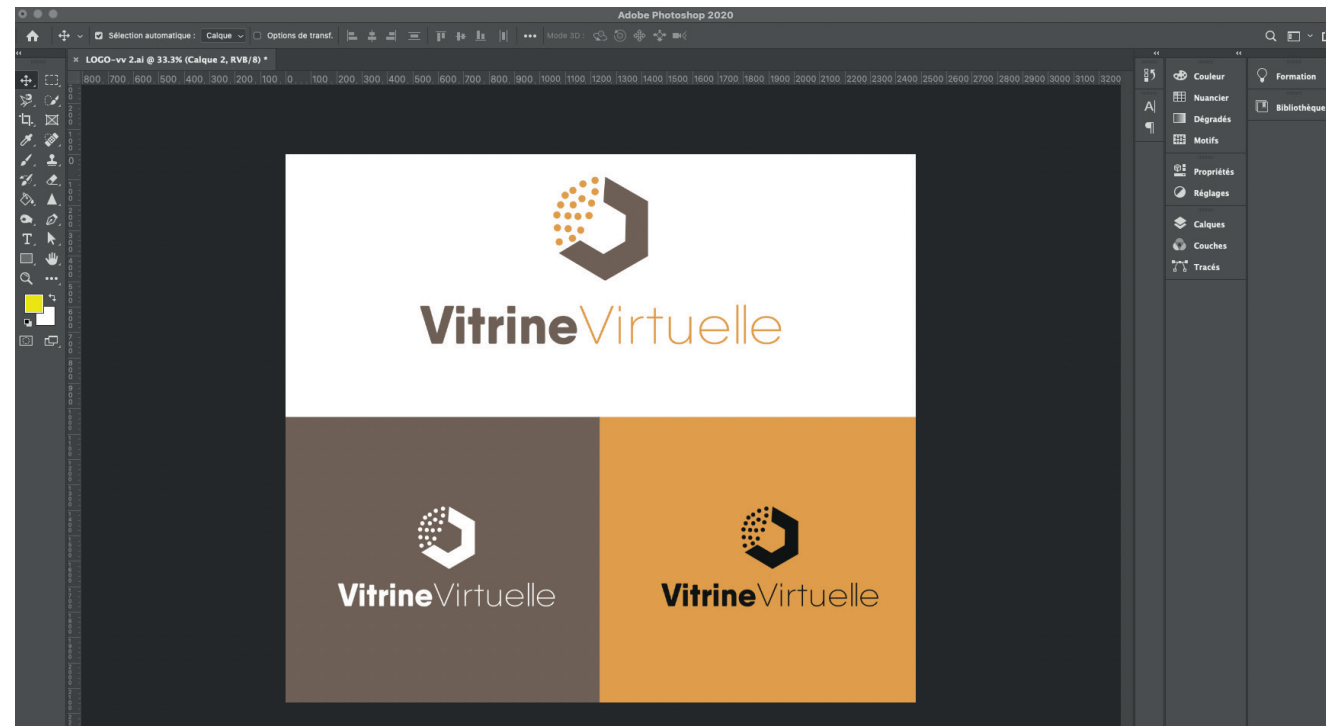 Adobe Photoshop 2020
Sélection automatique : Calque Options de transf. Mode 3D :
× LOGO-vv 2.ai @ 33.3% (Calque 2, RVB/8) *
800 700 600 500 400 300 200 100 0 100 200 300 400 500 600 700 800 900 1000 1100 1200 1300 1400 1500 1600 1700 1800 1900 2000 2100 2200 2300 2400 2500 2600 2700 2800 2900 3000 3100 3200
Couleur
Nuancier
Dégradés
Motifs
Propriétés
Réglages
Calques
Couches
Tracés
Formation
Bibliothèque
VitrineVirtuelle
VitrineVirtuelle
VitrineVirtuelle